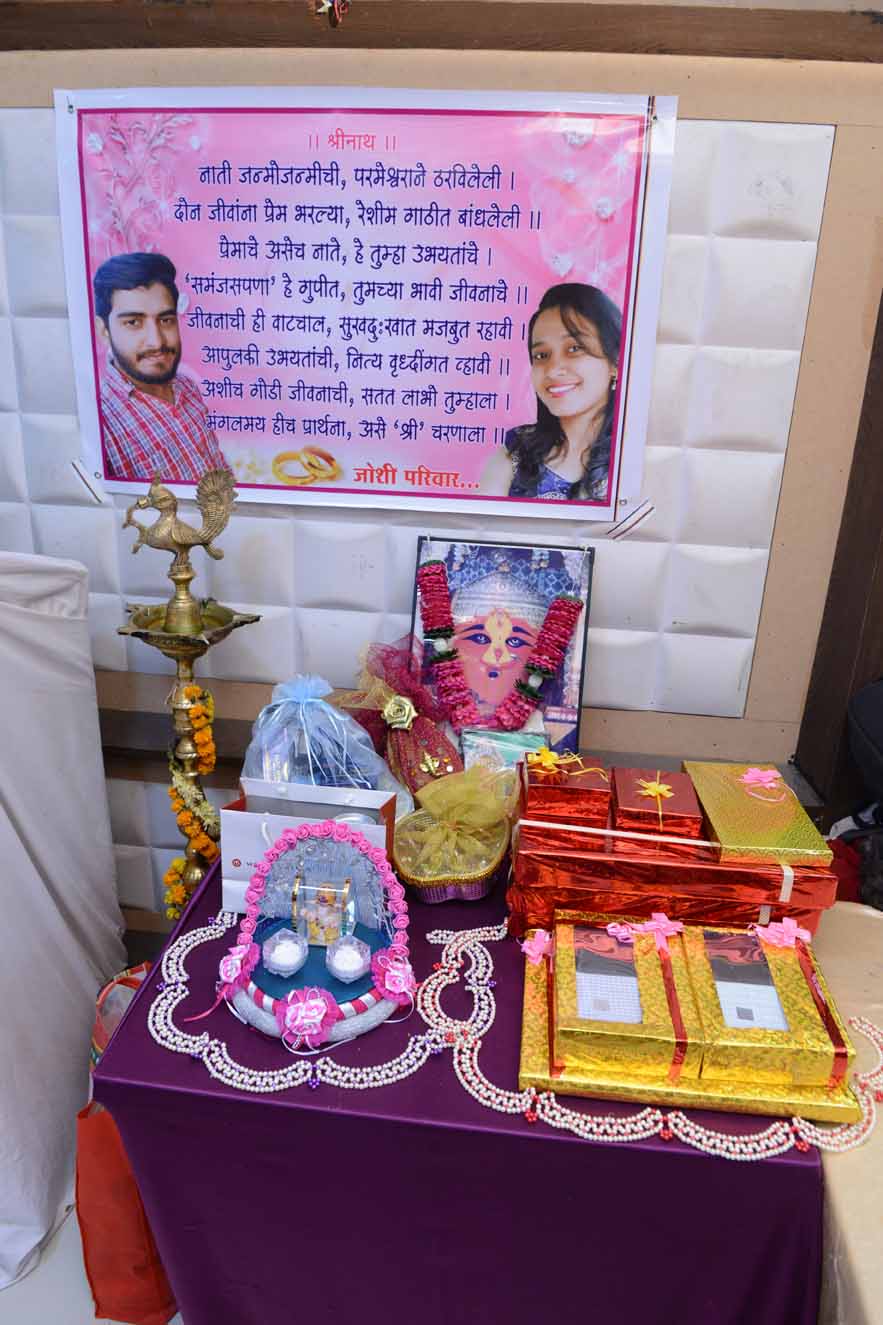 ।। श्रीनाथ ।।
नाती जन्मोजन्मीची, परमेश्वराने ठरविलेली ।
दोन जीवांना प्रेम भरल्या, रेशीम गाठीत बांधलेली ।।
प्रेमाचे असेच नाते, हे तुम्हा उभयतांचे ।
‘समंजसपणा’ हे गुपीत, तुमच्या भावी जीवनाचे ।।
जीवनाची ही वाटचाल, सुखदुःखात मजबुत रहावी ।
आपुलकी उभयतांची, नित्य वृध्दींगत व्हावी ।।
अशीच गोडी जीवनाची, सतत लाभो तुम्हाला ।
मंगलमय हीच प्रार्थना, असे ‘श्री’ चरणाला ।।
जोशी परिवार...